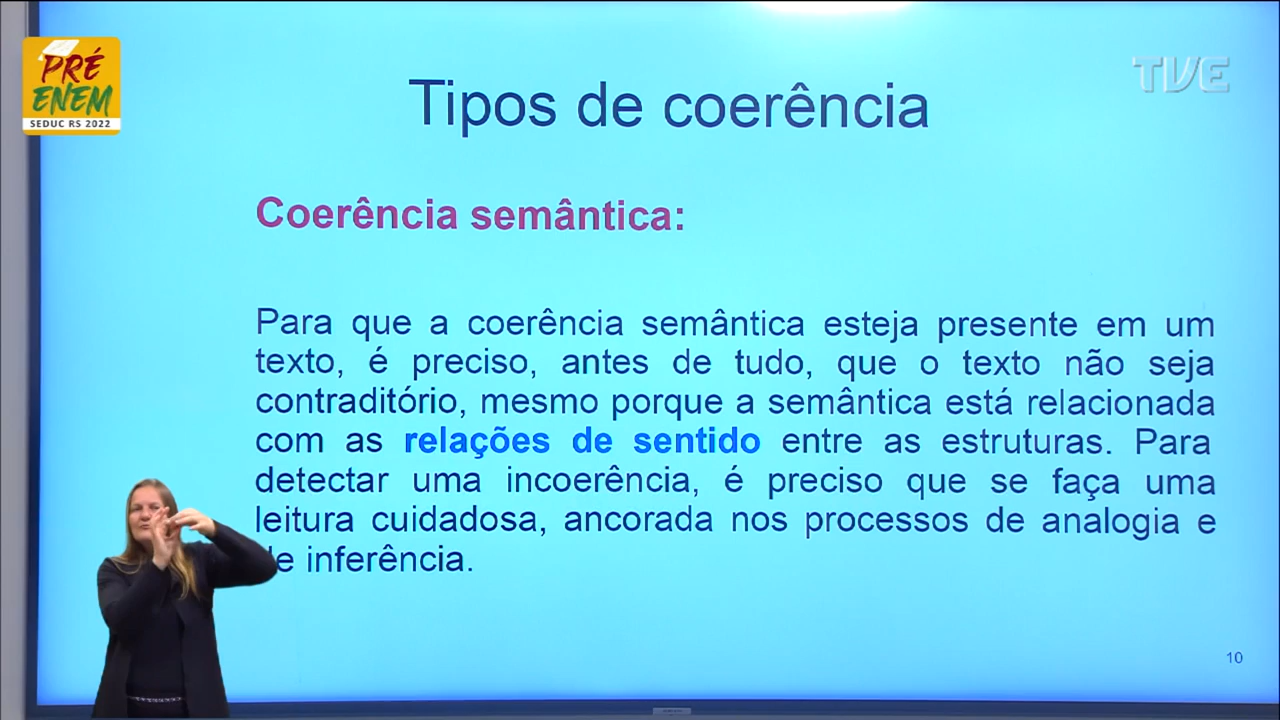 PRÉ
ENEM
SEDUC RS 2022
TVE
Tipos de coerência
Coerência semântica:
Para que a coerência semântica esteja presente em um
texto, é preciso, antes de tudo, que o texto não seja
contraditório, mesmo porque a semântica está relacionada
com as relações de sentido entre as estruturas. Para
detectar uma incoerência, é preciso que se faça uma
leitura cuidadosa, ancorada nos processos de analogia e
de inferência.
10